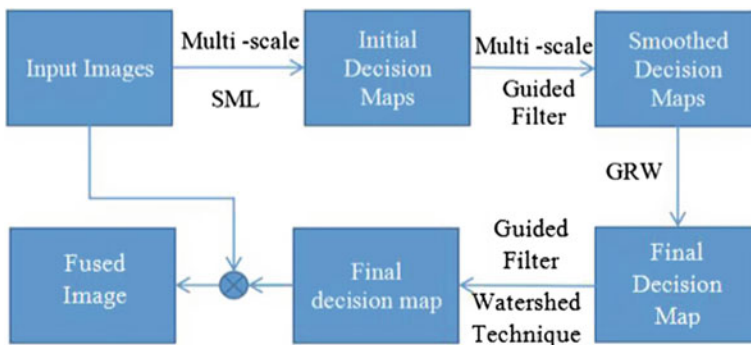 Input Images
Multi -scale
SML
Initial
Decision
Maps
Multi -scale
Guided
Filter
Smoothed
Decision
Maps
GRW
Final
Decision
Map
Guided
Filter
Watershed
Technique
Final
decision map
Fused
Image